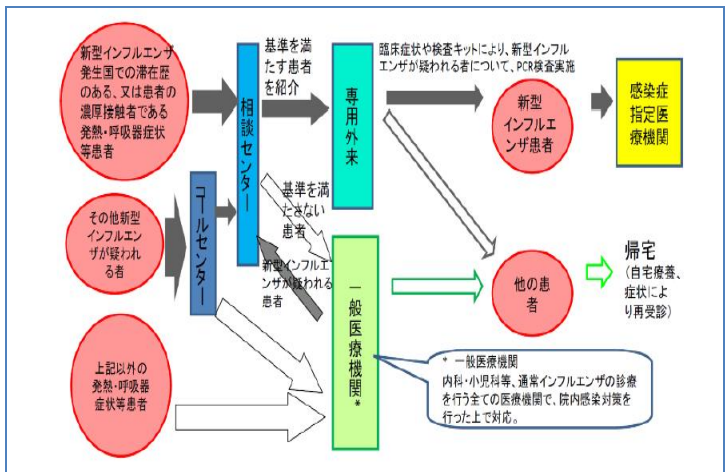 新型インフルエンザ
発生国での滞在歴
のある、又は患者の
濃厚接触者である
発熱・呼吸器症状
等患者
相談センター
基準を満
たす患者
を紹介
専用外来
臨床症状や検査キットにより、新型インフル
エンザが疑われる者について、PCR検査実施
新型
インフルエ
ンザ患者
感染症
指定医
療機関
その他新型
インフルエン
ザが疑われ
る者
コールセンター
基準を満
たさない
患者
新型インフルエ
ンザが疑われる
患者
一般医療機関*
他の患
者
帰宅
（自宅療養、
症状によ
り再受診）
上記以外の
発熱・呼吸器
症状等患者
* 一般医療機関
内科・小児科等、通常インフルエンザの診療
を行う全ての医療機関で、院内感染対策を
行った上で対応。